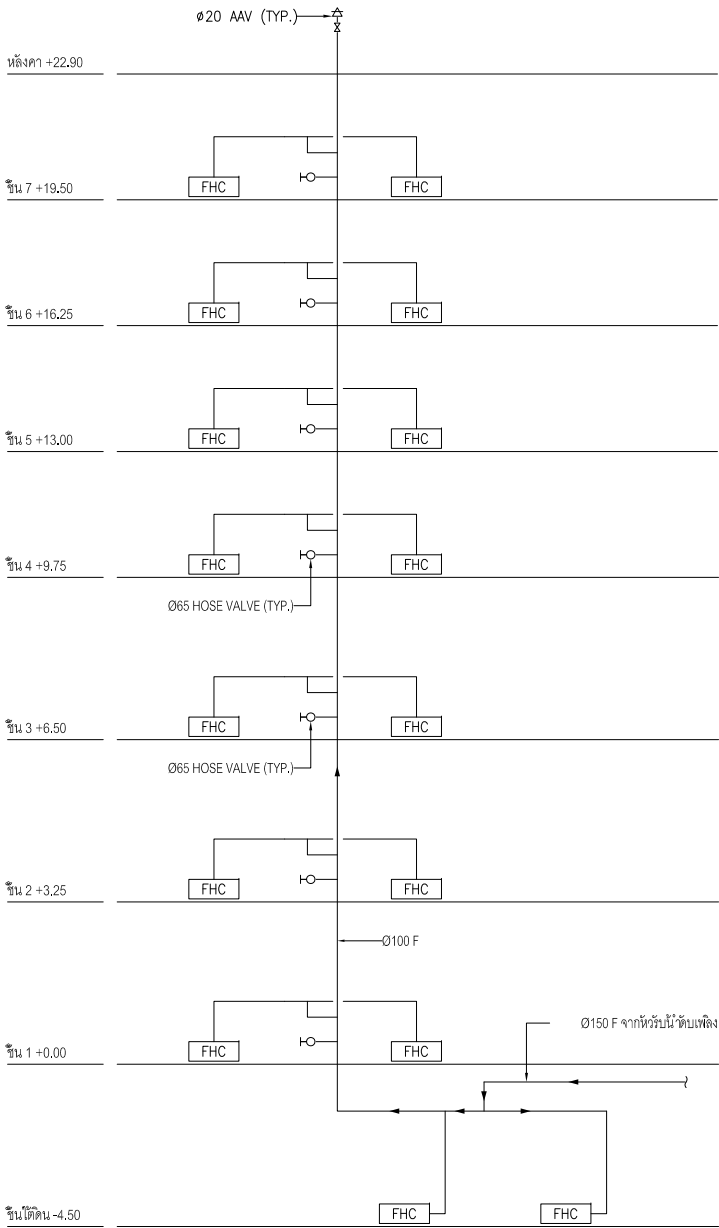 ø20 AAV (TYP.)
หลังคา +22.90
FHC FHC
ชั้น 7 +19.50
FHC FHC
ชั้น 6 +16.25
FHC FHC
ชั้น 5 +13.00
FHC FHC
ชั้น 4 +9.75
Ø65 HOSE VALVE (TYP.)
FHC FHC
ชั้น 3 +6.50
Ø65 HOSE VALVE (TYP.)
FHC FHC
ชั้น 2 +3.25
Ø100 F
Ø150 F จากหัวรับน้ำดับเพลิง
FHC FHC
ชั้น 1 +0.00
FHC FHC
ชั้นใต้ดิน -4.50